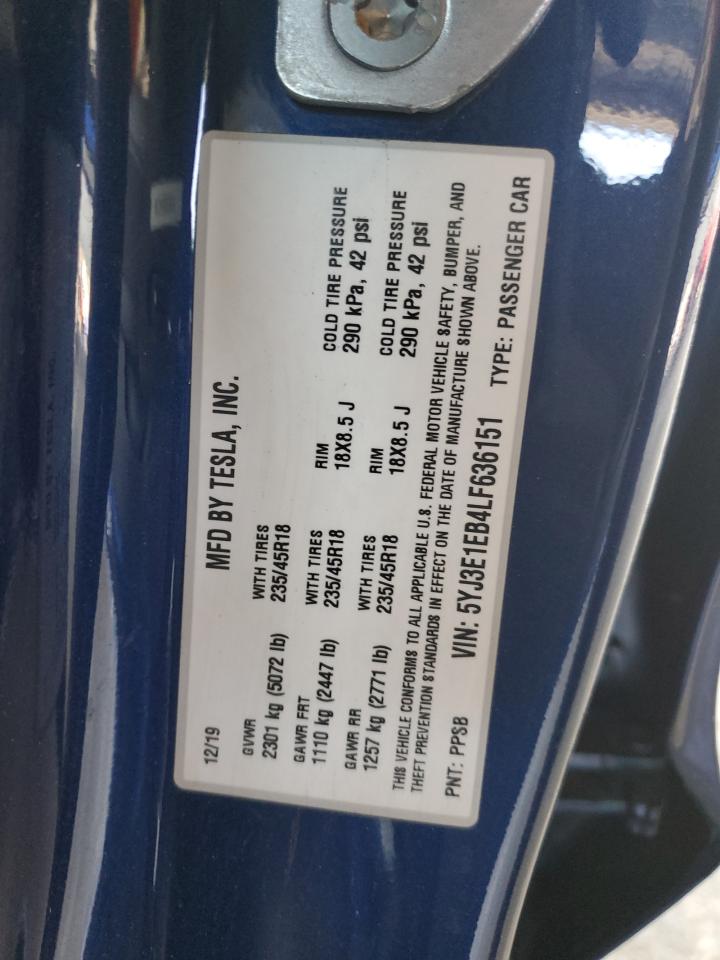 12/19 MFD BY TESLA, INC.
GVWR WITH TIRES
2301 kg (5072 lb) 235/45R18
GAWR FRT WITH TIRES RIM COLD TIRE PRESSURE
1110 kg (2447 lb) 235/45R18 18X8.5 J 290 kPa, 42 psi
GAWR RR WITH TIRES RIM COLD TIRE PRESSURE
1257 kg (2771 lb) 235/45R18 18X8.5 J 290 kPa, 42 psi
THIS VEHICLE CONFORMS TO ALL APPLICABLE U.S. FEDERAL MOTOR VEHICLE SAFETY, BUMPER, AND
THEFT PREVENTION STANDARDS IN EFFECT ON THE DATE OF MANUFACTURE SHOWN ABOVE.
PNT: PPSB VIN: 5YJ3E1EB4LF636151 TYPE: PASSENGER CAR